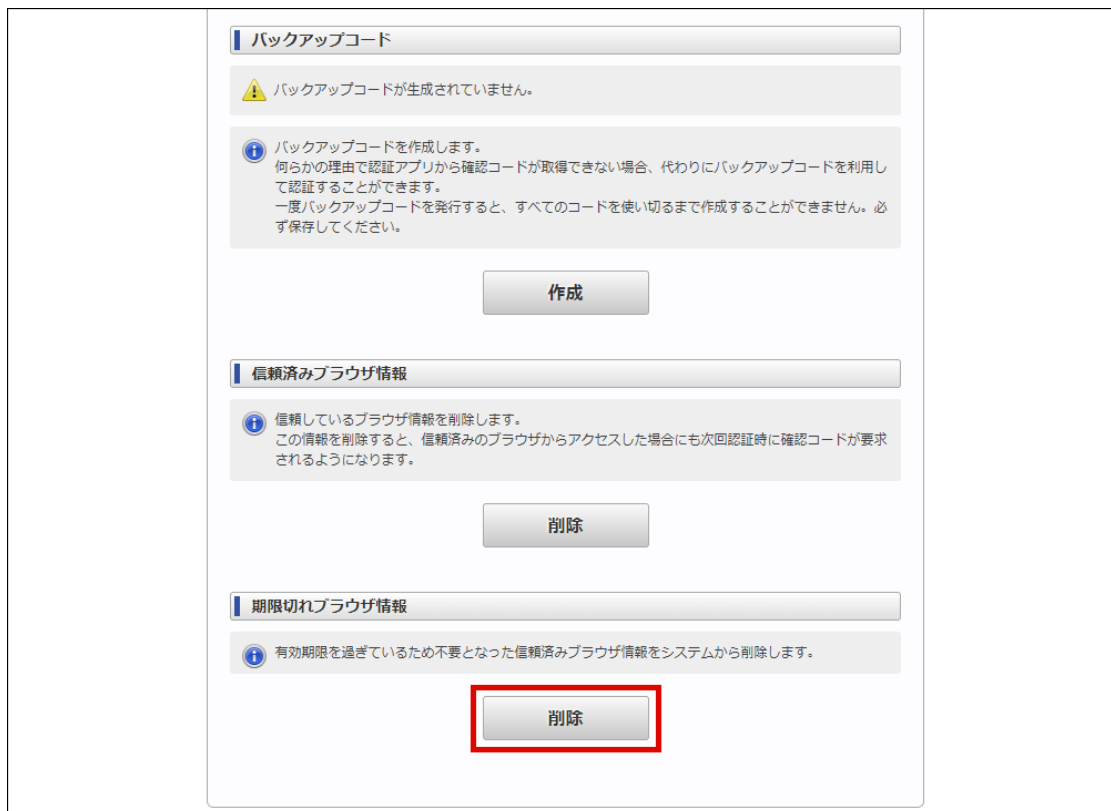 バックアップコード
バックアップコードが生成されていません。
バックアップコードを作成します。
何らかの理由で認証アプリから確認コードが取得できない場合、代わりにバックアップコードを利用し
て認証することができます。
一度バックアップコードを発行すると、すべてのコードを使い切るまで作成することができません。必
ず保存してください。
作成
信頼済みブラウザ情報
信頼しているブラウザ情報を削除します。
この情報を削除すると、信頼済みのブラウザからアクセスした場合にも次回認証時に確認コードが要求
されるようになります。
削除
期限切れブラウザ情報
有効期限を過ぎているため不要となった信頼済みブラウザ情報をシステムから削除します。
削除